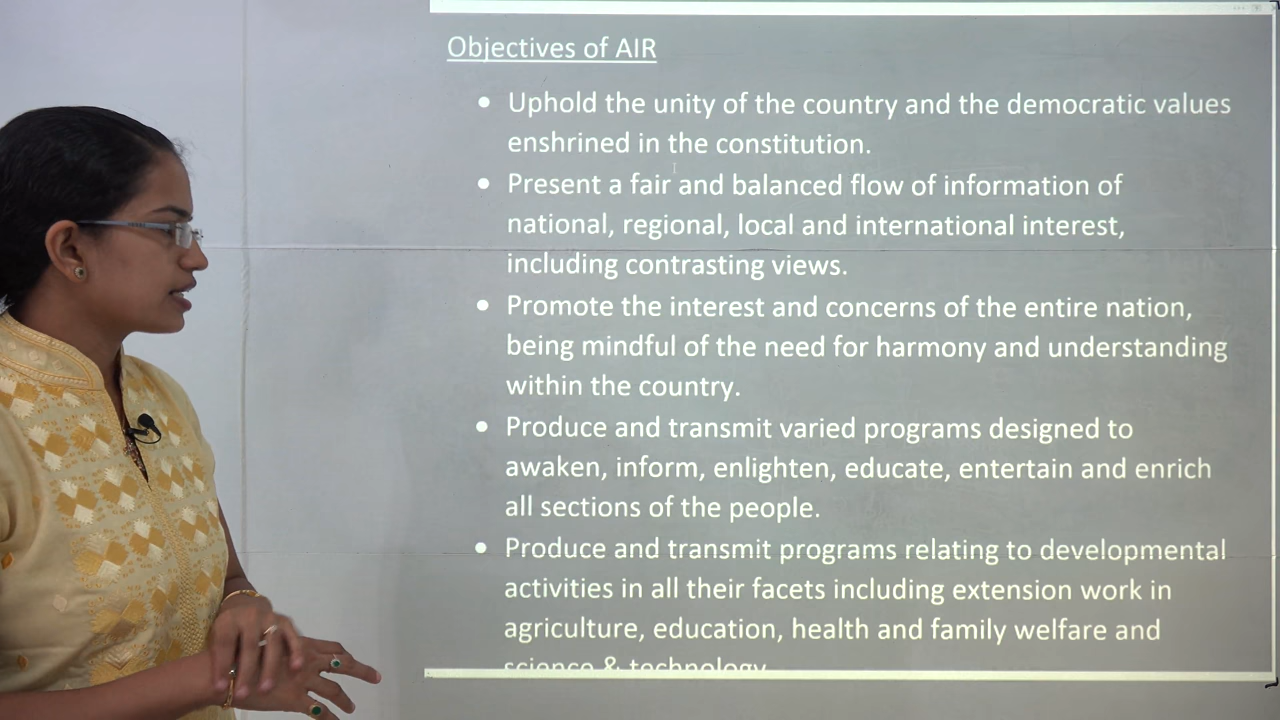 Objectives of AIR
• Uphold the unity of the country and the democratic values
enshrined in the constitution.
• Present a fair and balanced flow of information of
national, regional, local and international interest,
including contrasting views.
• Promote the interest and concerns of the entire nation,
being mindful of the need for harmony and understanding
within the country.
• Produce and transmit varied programs designed to
awaken, inform, enlighten, educate, entertain and enrich
all sections of the people.
• Produce and transmit programs relating to developmental
activities in all their facets including extension work in
agriculture, education, health and family welfare and
science & technology